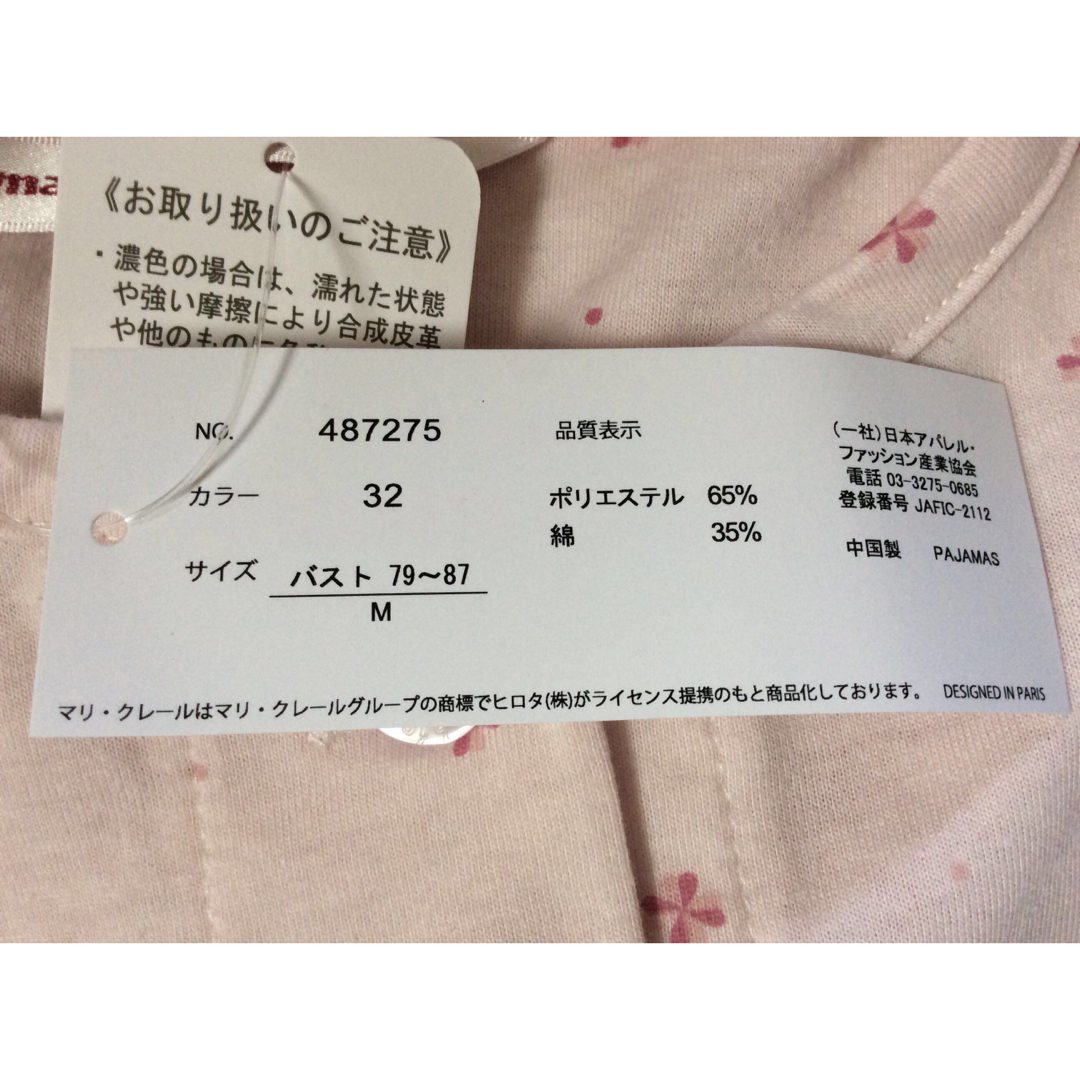 《お取り扱いのご注意》
・濃色の場合は、濡れた状態
や強い摩擦により合成皮革
や他のものに
NO. 487275
カラー 32
サイズ バスト 79～87
M
品質表示
ポリエステル 65%
綿 35%
(一社)日本アパレル・
ファッション産業協会
電話 03-3275-0685
登録番号 JAFIC-2112
中国製 PAJAMAS
マリ・クレールはマリ・クレールグループの商標でヒロタ(株)がライセンス提携のもと商品化しております。 DESIGNED IN PARIS